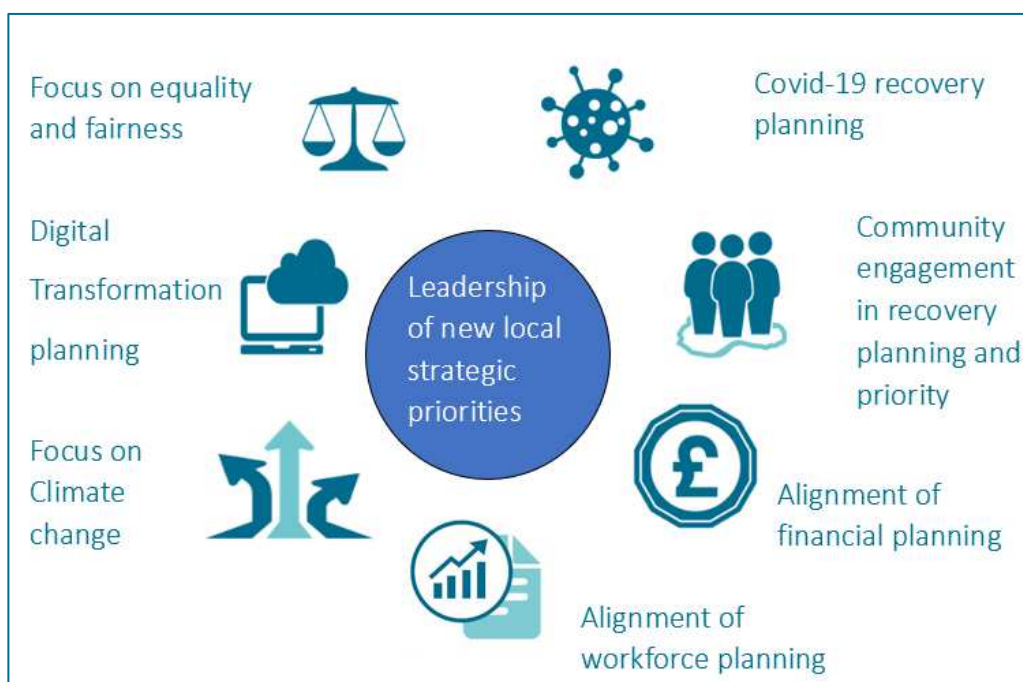 Focus on equality
and fairness
Covid-19 recovery
planning
Digital
Transformation
planning
Leadership
of new local
strategic
priorities
Community
engagement
in recovery
planning and
priority
Focus on
Climate
change
£
Alignment of
financial planning
Alignment of
workforce planning